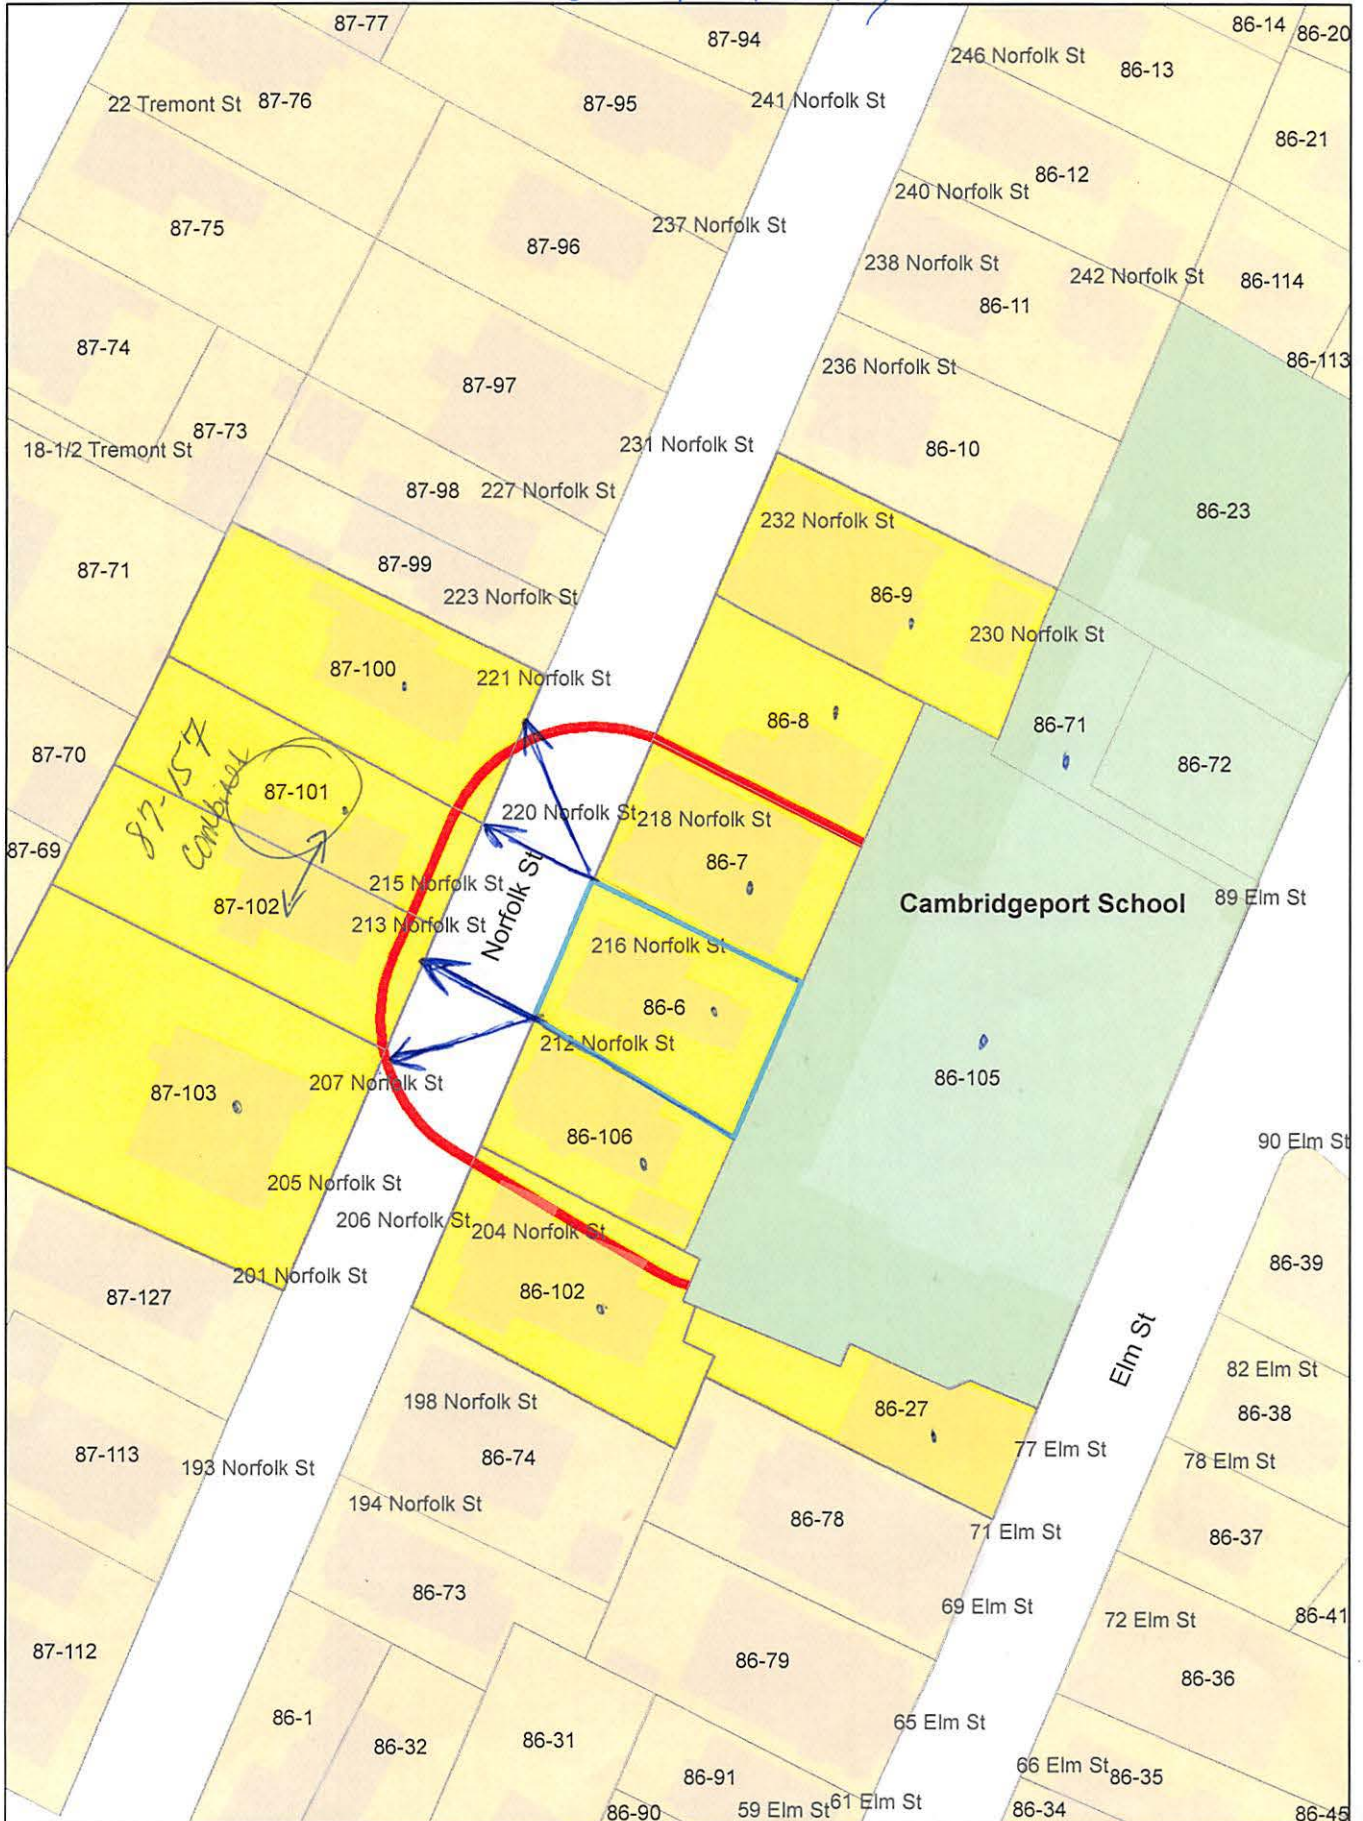 87-77
87-94
86-14
86-20
246 Norfolk St
86-13
22 Tremont St
87-76
87-95
241 Norfolk St
86-21
86-12
240 Norfolk St
87-75
87-96
237 Norfolk St
238 Norfolk St
242 Norfolk St
86-114
86-11
87-74
87-97
236 Norfolk St
86-113
18-1/2 Tremont St
87-73
231 Norfolk St
86-10
87-98
227 Norfolk St
232 Norfolk St
86-23
87-71
87-99
223 Norfolk St
86-9
230 Norfolk St
87-100
221 Norfolk St
86-8
86-71
87-70
87-157
combined
87-101
86-72
220 Norfolk St
218 Norfolk St
87-69
86-7
215 Norfolk St
Norfolk St
Cambridgeport School
89 Elm St
87-102
213 Norfolk St
216 Norfolk St
86-6
212 Norfolk St
87-103
207 Norfolk St
86-105
86-106
90 Elm St
205 Norfolk St
206 Norfolk St
204 Norfolk St
201 Norfolk St
86-39
87-127
86-102
Elm St
82 Elm St
198 Norfolk St
86-27
86-38
87-113
193 Norfolk St
86-74
77 Elm St
78 Elm St
194 Norfolk St
86-78
71 Elm St
86-37
86-73
69 Elm St
72 Elm St
86-41
87-112
86-79
86-36
86-1
86-32
86-31
65 Elm St
86-91
66 Elm St
86-35
86-90
59 Elm St
61 Elm St
86-34
86-45